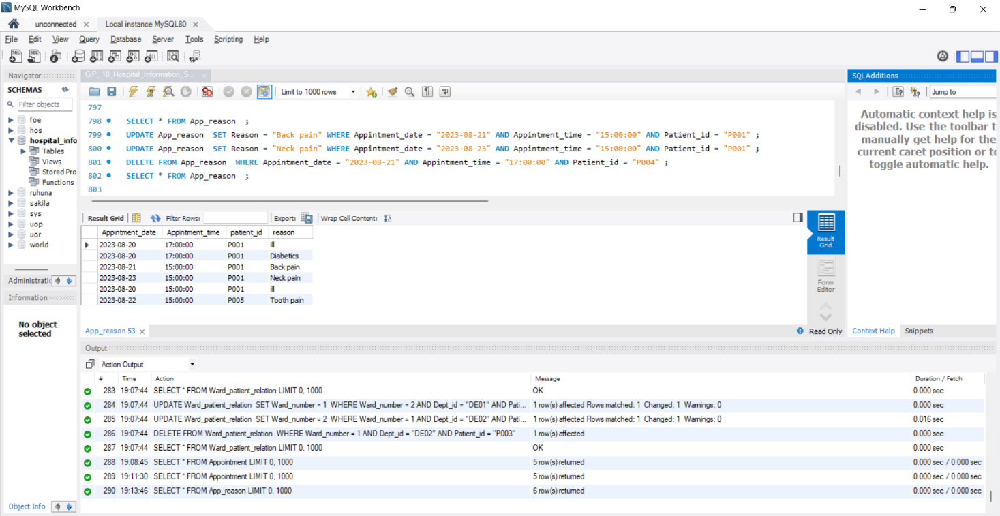 MySQL Workbench
unconnected
Local instance MySQL80
File Edit View Query Database Server Tools Scripting Help
Navigator
GP_18_Hospital_Information_S...
SQLAdditions
SCHEMAS
Limit to 1000 rows
Jump to
Filter objects
foe
hos
hospital_info
Tables
Views
Stored Pro
Functions
ruhuna
sakila
sys
uop
uor
world
797
798 SELECT * FROM App_reason ;
799 UPDATE App_reason SET Reason = "Back pain" WHERE Appintment_date = "2023-08-21" AND Appintment_time = "15:00:00" AND Patient_id = "P001" ;
800 UPDATE App_reason SET Reason = "Neck pain" WHERE Appintment_date = "2023-08-23" AND Appintment_time = "15:00:00" AND Patient_id = "P001" ;
801 DELETE FROM App_reason WHERE Appintment_date = "2023-08-21" AND Appintment_time = "17:00:00" AND Patient_id = "P004" ;
802 SELECT * FROM App_reason ;
803
Automatic context help is
disabled. Use the toolbar t
manually get help for the
current caret position or to
toggle automatic help.
Result Grid Filter Rows: Export: Wrap Cell Content:
Appintment_date Appintment_time patient_id reason
2023-08-20 17:00:00 P001 ill
2023-08-20 17:00:00 P001 Diabetics
2023-08-21 15:00:00 P001 Back pain
2023-08-23 15:00:00 P001 Neck pain
2023-08-20 15:00:00 P001 ill
2023-08-22 15:00:00 P005 Tooth pain
Result
Grid
Form
Editor
Administratic
Information
No object
selected
App_reason 53
Read Only
Context Help Snippets
Output
Action Output
# Time Action Message Duration / Fetch
283 19:07:44 SELECT * FROM Ward_patient_relation LIMIT 0, 1000 OK 0.000 sec
284 19:07:44 UPDATE Ward_patient_relation SET Ward_number = 1 WHERE Ward_number = 2 AND Dept_id = "DE01" AND Pati... 1 row(s) affected Rows matched: 1 Changed: 1 Warnings: 0 0.000 sec
285 19:07:44 UPDATE Ward_patient_relation SET Ward_number = 2 WHERE Ward_number = 1 AND Dept_id = "DE02" AND Pati... 1 row(s) affected Rows matched: 1 Changed: 1 Warnings: 0 0.016 sec
286 19:07:44 DELETE FROM Ward_patient_relation WHERE Ward_number = 1 AND Dept_id = "DE02" AND Patient_id = "P003" 1 row(s) affected 0.000 sec
287 19:07:44 SELECT * FROM Ward_patient_relation LIMIT 0, 1000 OK 0.000 sec
288 19:08:45 SELECT * FROM Appointment LIMIT 0, 1000 5 row(s) returned 0.000 sec / 0.000 sec
289 19:11:30 SELECT * FROM Appointment LIMIT 0, 1000 5 row(s) returned 0.000 sec / 0.000 sec
290 19:13:46 SELECT * FROM App_reason LIMIT 0, 1000 6 row(s) returned 0.000 sec / 0.000 sec
Object Info